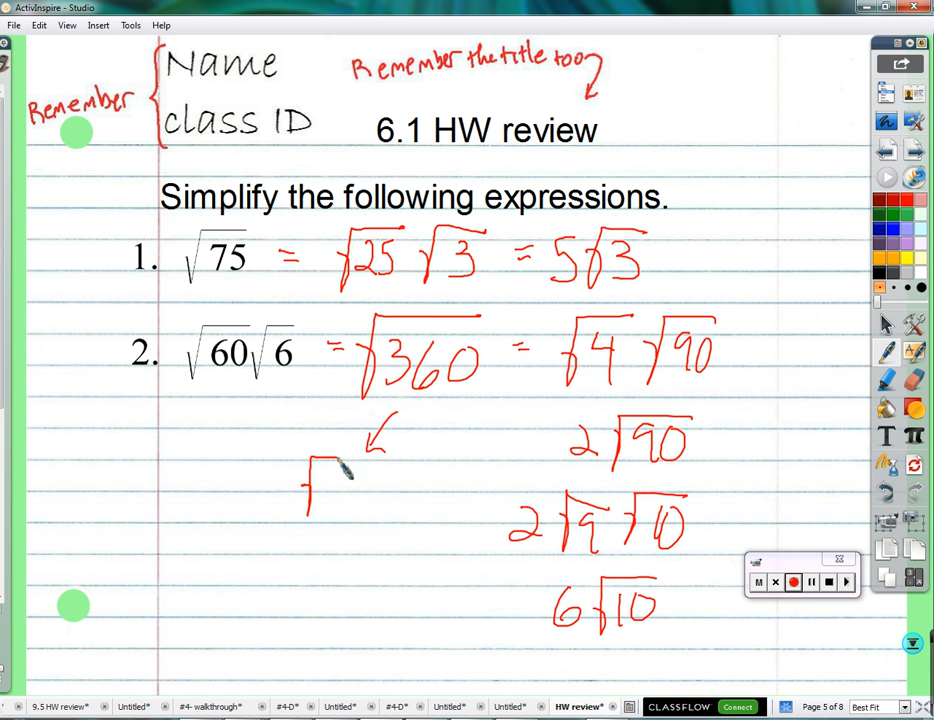 ActivInspire - Studio
File Edit View Insert Tools Help
Name
Remember the title too
Remember
class ID
6.1 HW review
Simplify the following expressions.
1. √75 = √25 √3 = 5√3
2. √60√6 = √360 = √4 √90
2√90
2√9 √10
6√10
M
9.5 HW review* Untitled* #4- walkthrough* #4-D* Untitled* #4-D* Untitled* Untitled* HW review* CLASSFLOW Connect Page 5 of 8 Best Fit